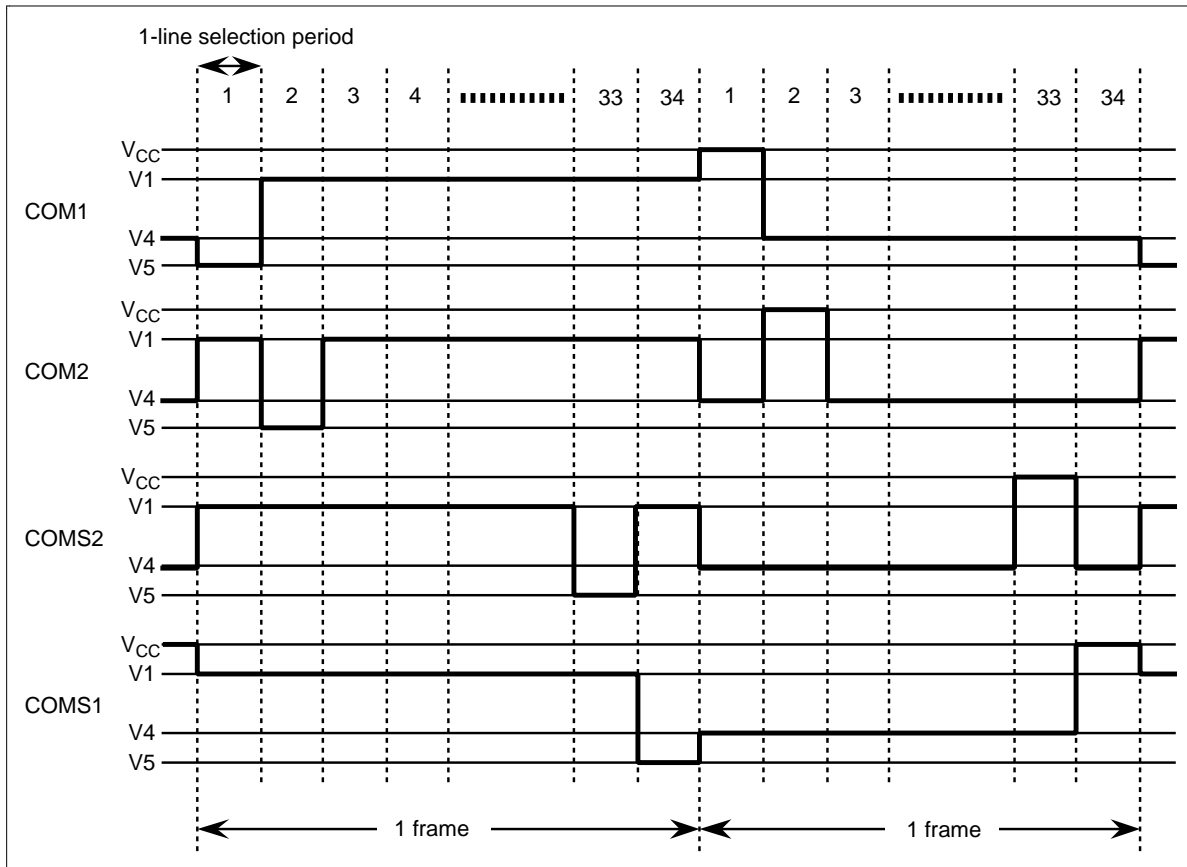 1-line selection period
1 2 3 4 33 34 1 2 3 33 34
VCC
V1
COM1
V4
V5
VCC
V1
COM2
V4
V5
VCC
V1
COMS2
V4
V5
VCC
V1
COMS1
V4
V5
1 frame 1 frame